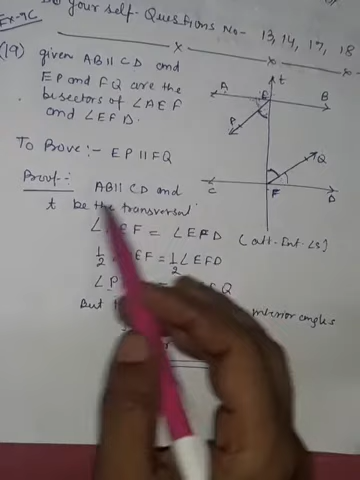 Ex-9C Do your self- Questions No- 13, 14, 17, 18
x x x
(19) given AB || CD and
EP and FQ are the
bisectors of ∠AEF
and ∠EFD.
t
A E B
P
Q
C F D
To Prove:- EP || FQ
Proof-: AB || CD and
t be the transversal
EF = ∠EFD (alt. Int. ∠s)
1/2 EF = 1/2 ∠EFD
∠P = Q
But interior angles